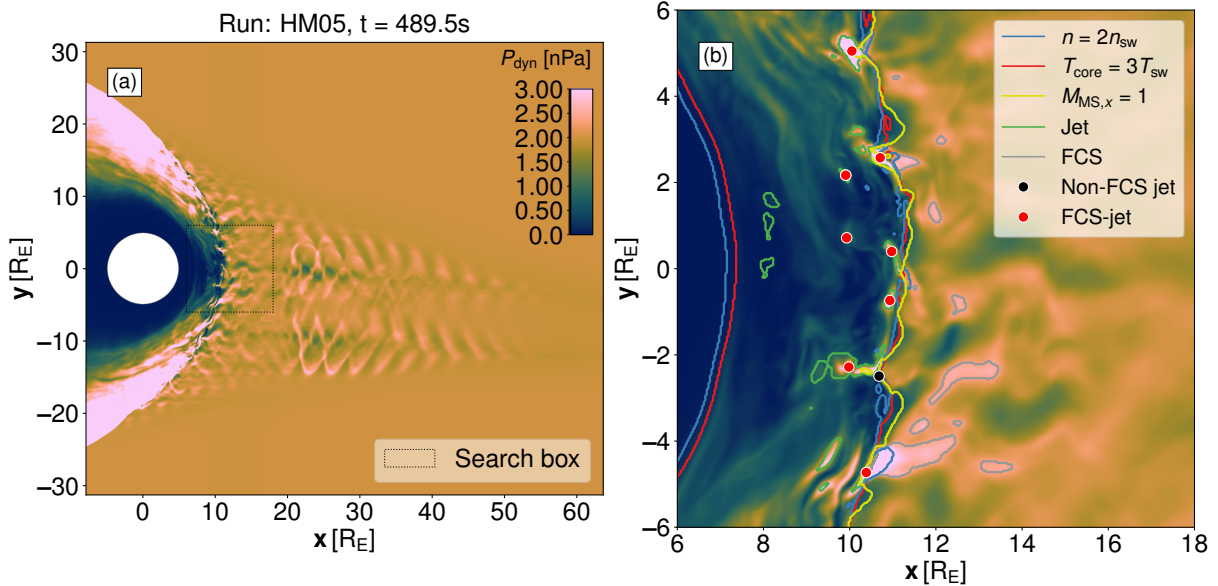 Run: HM05, t = 489.5s
(a)
P_dyn [nPa]
3.00
2.50
2.00
1.50
1.00
0.50
0.0
30
20
10
0
−10
−20
−30
y [R_E]
Search box
0 10 20 30 40 50 60
x [R_E]
(b)
n = 2n_sw
T_core = 3T_sw
M_MS,x = 1
Jet
FCS
Non-FCS jet
FCS-jet
6
4
2
0
−2
−4
−6
y [R_E]
6 8 10 12 14 16 18
x [R_E]